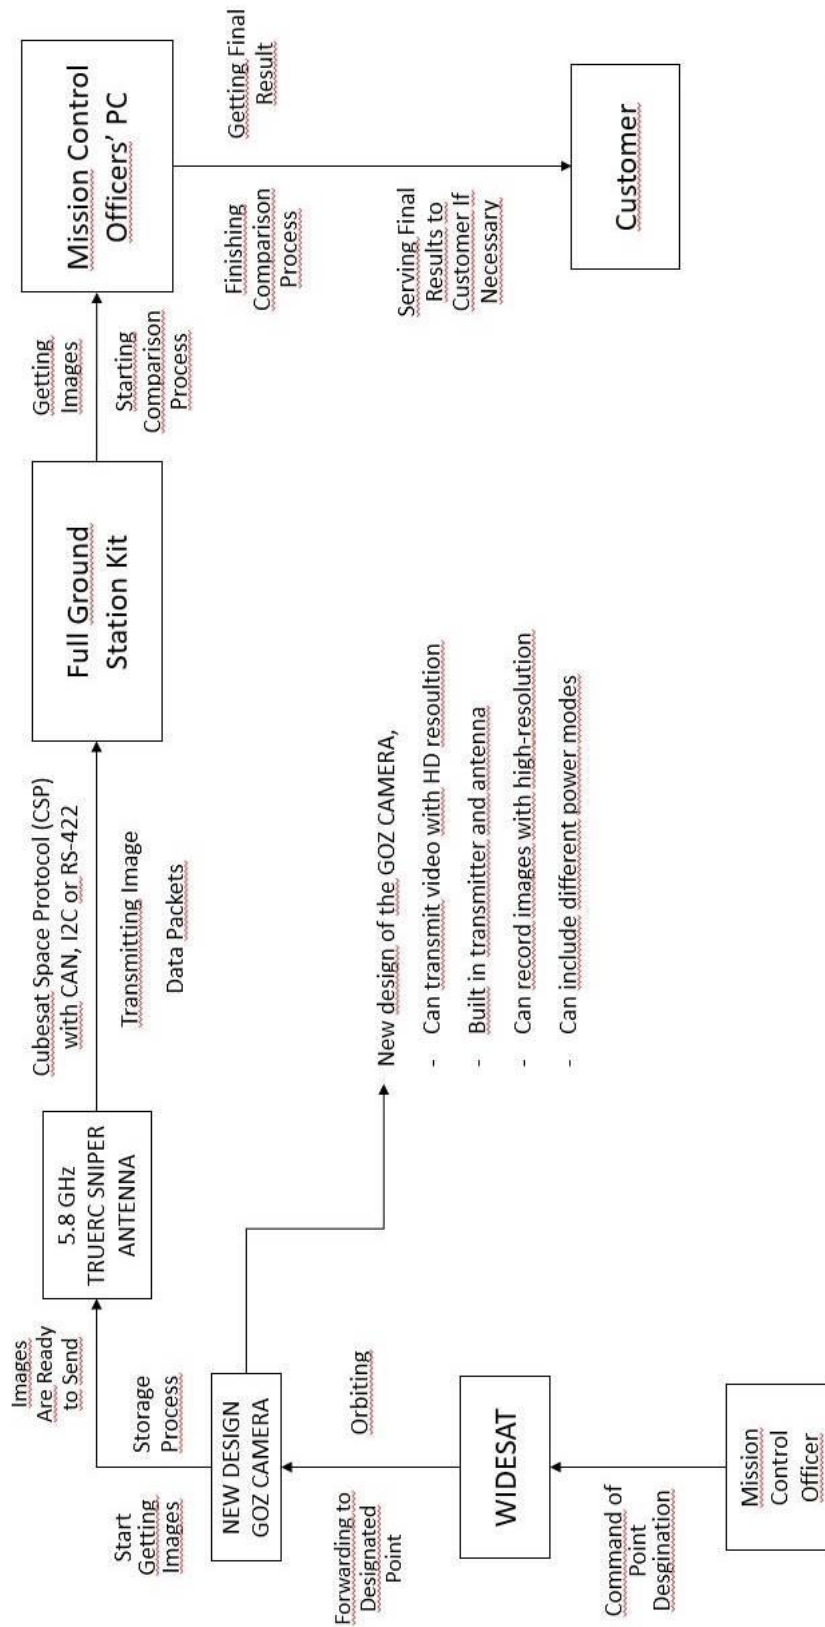 Mission
Control
Officer
Command of
Point
Desgination
WIDESAT
Forwarding to
Designated
Point
Orbiting
NEW DESIGN
GOZ CAMERA
Start
Getting
Images
Storage
Process
Images
Are Ready
to Send
5.8 GHz
TRUERC SNIPER
ANTENNA
Cubesat Space Protocol (CSP)
with CAN, I2C or RS-422
Transmitting Image
Data Packets
Full Ground
Station Kit
Getting
Images
Starting
Comparison
Process
Mission Control
Officers' PC
Getting Final
Result
Finishing
Comparison
Process
Serving Final
Results to
Customer If
Necessary
Customer
New design of the GOZ CAMERA,
- Can transmit video with HD resoultion
- Built in transmitter and antenna
- Can record images with high-resolution
- Can include different power modes